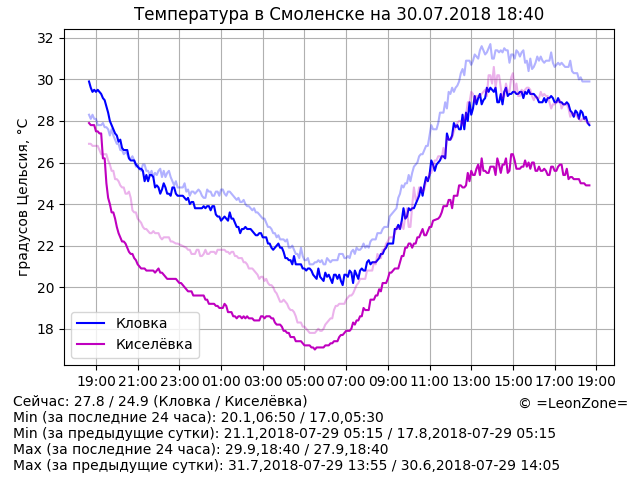 Температура в Смоленске на 30.07.2018 18:40
градусов Цельсия, °C
32
30
28
26
24
22
20
18
Кловка
Киселёвка
19:00 21:00 23:00 01:00 03:00 05:00 07:00 09:00 11:00 13:00 15:00 17:00 19:00
Сейчас: 27.8 / 24.9 (Кловка / Киселёвка)
© =LeonZone=
Min (за последние 24 часа): 20.1,06:50 / 17.0,05:30
Min (за предыдущие сутки): 21.1,2018-07-29 05:15 / 17.8,2018-07-29 05:15
Max (за последние 24 часа): 29.9,18:40 / 27.9,18:40
Max (за предыдущие сутки): 31.7,2018-07-29 13:55 / 30.6,2018-07-29 14:05